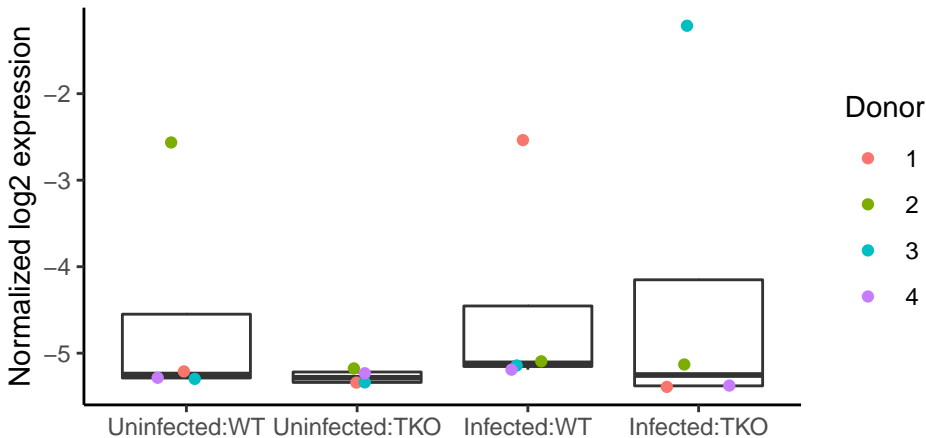 Normalized log2 expression
−2
−3
−4
−5
Uninfected:WT
Uninfected:TKO
Infected:WT
Infected:TKO
Donor
1
2
3
4